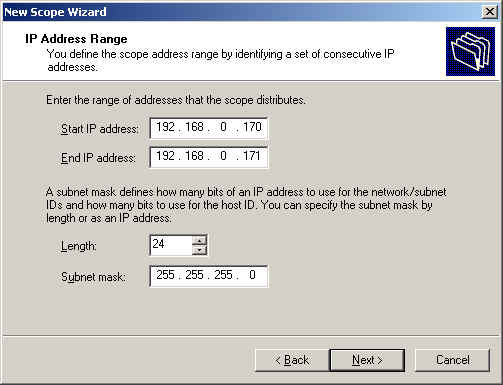 New Scope Wizard
IP Address Range
You define the scope address range by identifying a set of consecutive IP
addresses.
Enter the range of addresses that the scope distributes.
Start IP address: 192 . 168 . 0 . 170
End IP address: 192 . 168 . 0 . 171
A subnet mask defines how many bits of an IP address to use for the network/subnet
IDs and how many bits to use for the host ID. You can specify the subnet mask by
length or as an IP address.
Length: 24
Subnet mask: 255 . 255 . 255 . 0
< Back Next > Cancel